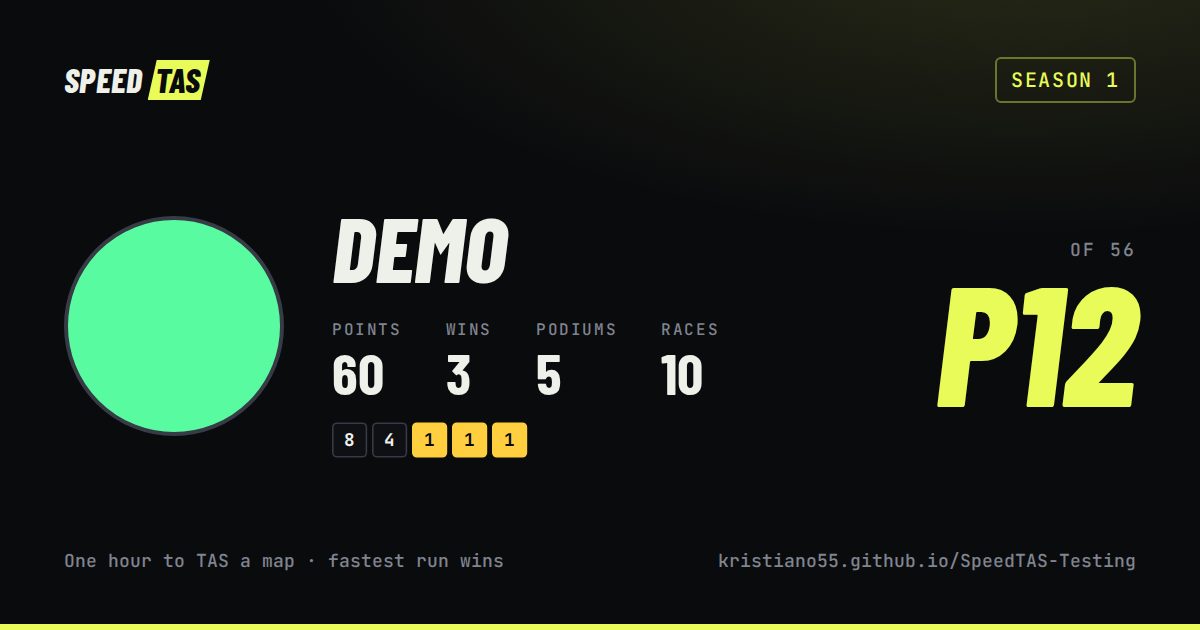 SPEED TAS
SEASON 1
DEMO
POINTS WINS PODIUMS RACES
60 3 5 10
8 4 1 1 1
OF 56
P12
One hour to TAS a map · fastest run wins
kristiano55.github.io/SpeedTAS-Testing